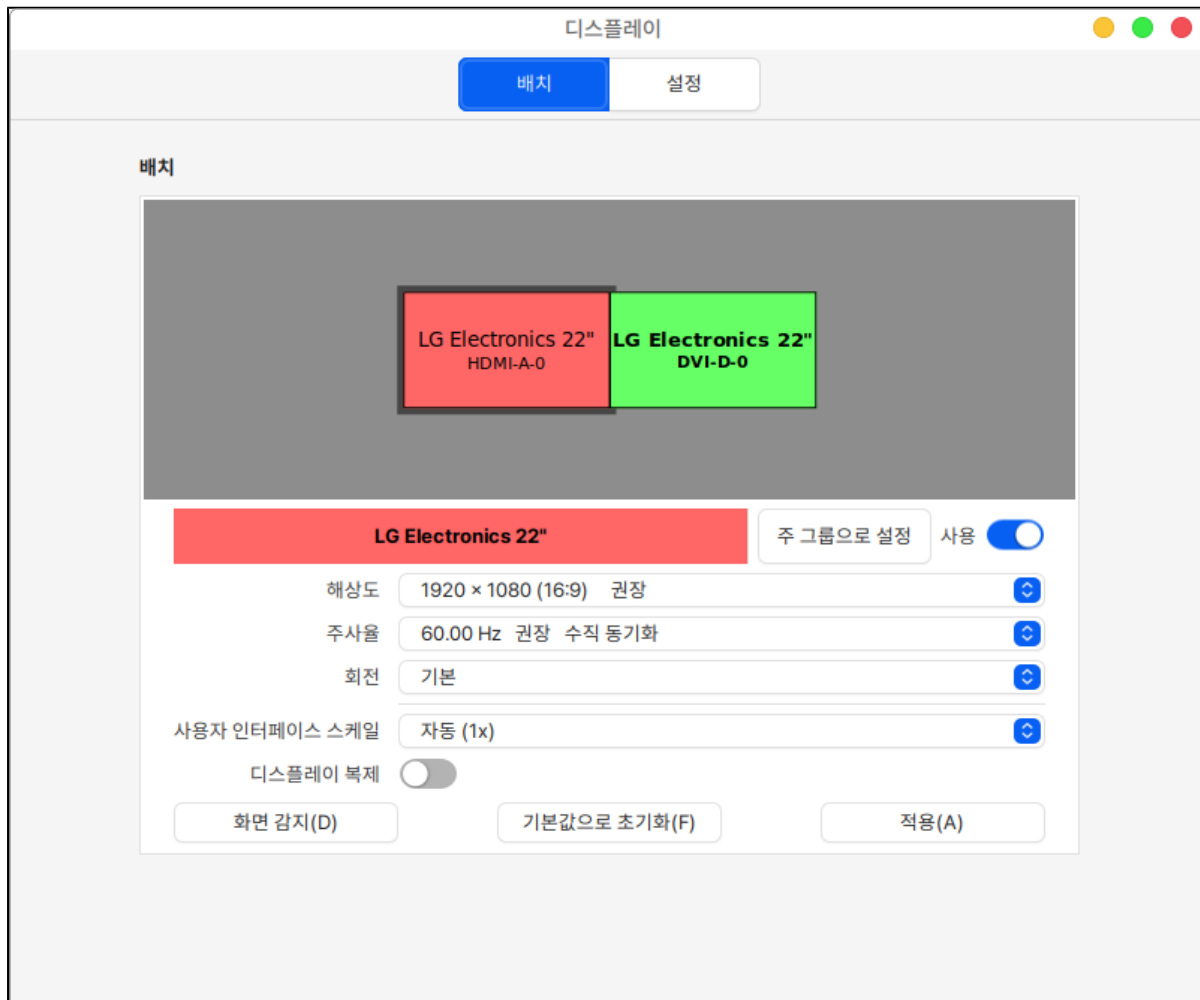 디스플레이
배치 설정
배치
LG Electronics 22"
HDMI-A-0
LG Electronics 22"
DVI-D-0
LG Electronics 22" 주 그룹으로 설정 사용
해상도 1920 × 1080 (16:9) 권장
주사율 60.00 Hz 권장 수직 동기화
회전 기본
사용자 인터페이스 스케일 자동 (1x)
디스플레이 복제
화면 감지(D) 기본값으로 초기화(F) 적용(A)